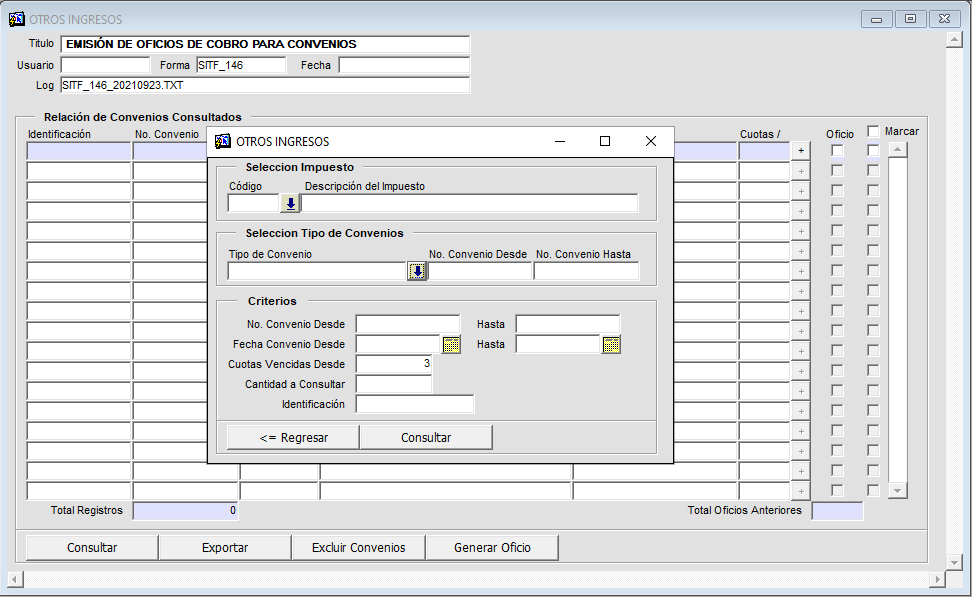 OTROS INGRESOS
Titulo EMISIÓN DE OFICIOS DE COBRO PARA CONVENIOS
Usuario Forma SITF_146 Fecha
Log SITF_146_20210923.TXT
Relación de Convenios Consultados
Identificación No. Convenio Cuotas / Oficio Marcar
OTROS INGRESOS
Seleccion Impuesto
Código Descripción del Impuesto
Seleccion Tipo de Convenios
Tipo de Convenio No. Convenio Desde No. Convenio Hasta
Criterios
No. Convenio Desde Hasta
Fecha Convenio Desde Hasta
Cuotas Vencidas Desde 3
Cantidad a Consultar
Identificación
<= Regresar Consultar
Total Registros 0 Total Oficios Anteriores
Consultar Exportar Excluir Convenios Generar Oficio